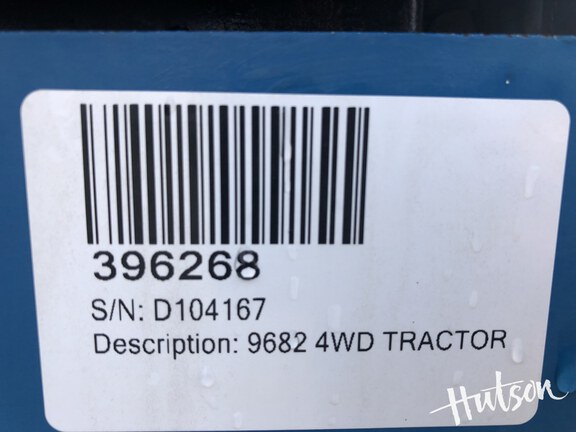 396268
S/N: D104167
Description: 9682 4WD TRACTOR
Hutson